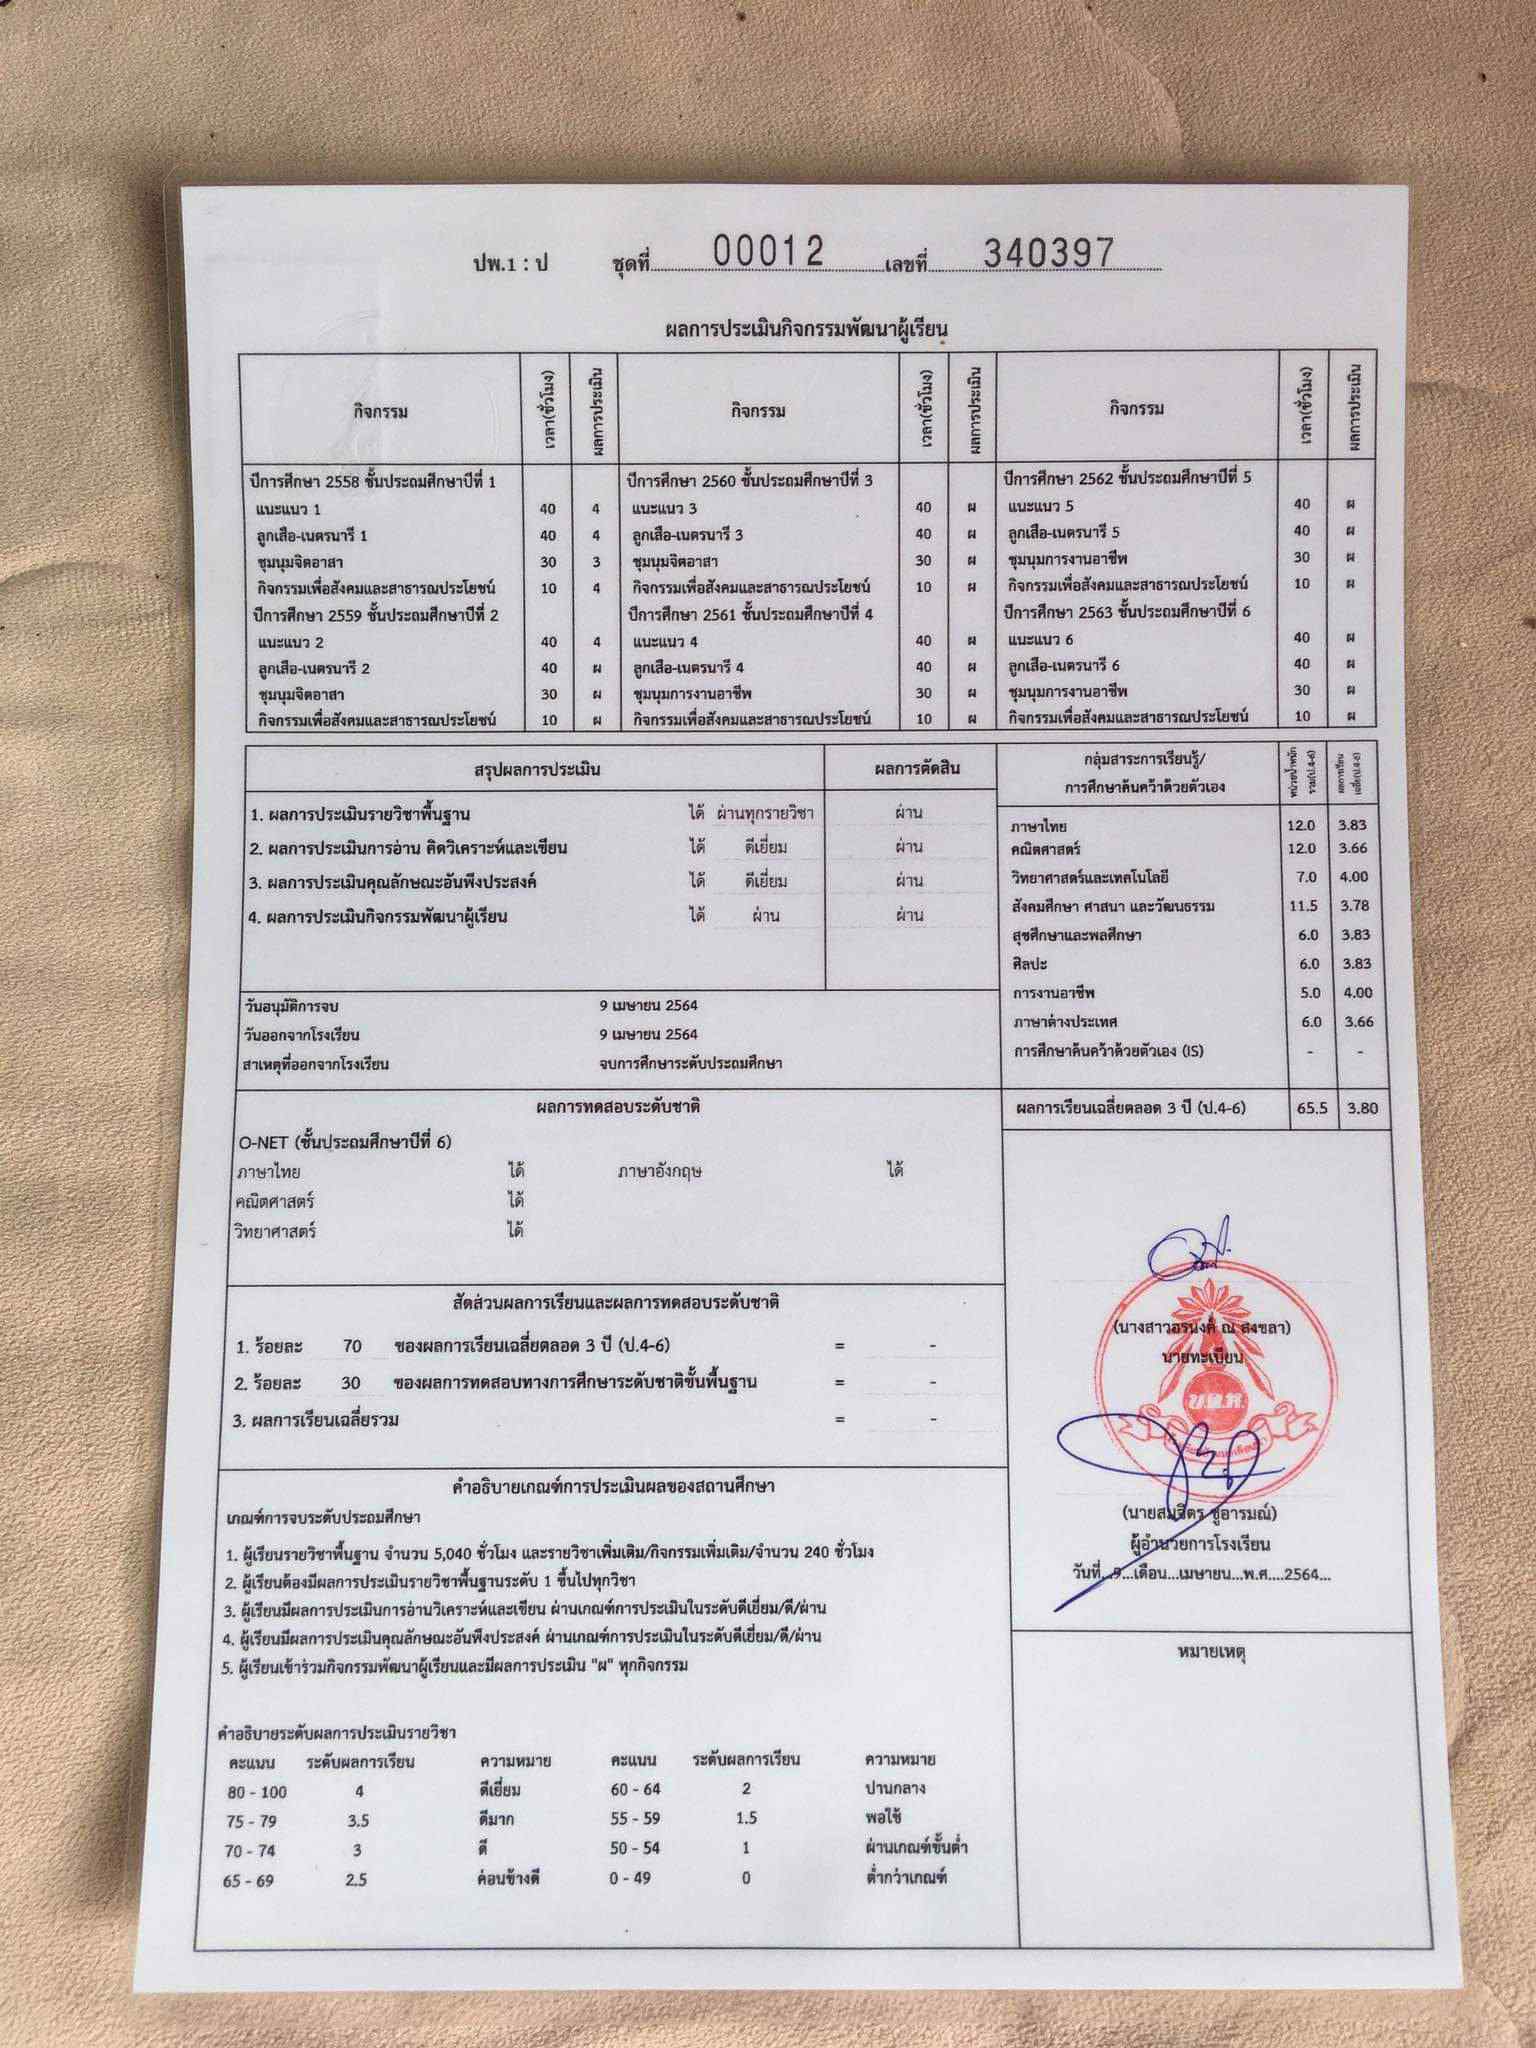 ปพ.1 : ป ชุดที่ 00012 เลขที่ 340397
ผลการประเมินกิจกรรมพัฒนาผู้เรียน
กิจกรรม เวลา(ชั่วโมง) ผลการประเมิน กิจกรรม เวลา(ชั่วโมง) ผลการประเมิน กิจกรรม เวลา(ชั่วโมง) ผลการประเมิน
ปีการศึกษา 2558 ชั้นประถมศึกษาปีที่ 1 ปีการศึกษา 2560 ชั้นประถมศึกษาปีที่ 3 ปีการศึกษา 2562 ชั้นประถมศึกษาปีที่ 5
แนะแนว 1 40 4 แนะแนว 3 40 ผ แนะแนว 5 40 ผ
ลูกเสือ-เนตรนารี 1 40 4 ลูกเสือ-เนตรนารี 3 40 ผ ลูกเสือ-เนตรนารี 5 40 ผ
ชุมนุมจิตอาสา 30 3 ชุมนุมจิตอาสา 30 ผ ชุมนุมการงานอาชีพ 30 ผ
กิจกรรมเพื่อสังคมและสาธารณประโยชน์ 10 4 กิจกรรมเพื่อสังคมและสาธารณประโยชน์ 10 ผ กิจกรรมเพื่อสังคมและสาธารณประโยชน์ 10 ผ
ปีการศึกษา 2559 ชั้นประถมศึกษาปีที่ 2 ปีการศึกษา 2561 ชั้นประถมศึกษาปีที่ 4 ปีการศึกษา 2563 ชั้นประถมศึกษาปีที่ 6
แนะแนว 2 40 4 แนะแนว 4 40 ผ แนะแนว 6 40 ผ
ลูกเสือ-เนตรนารี 2 40 ผ ลูกเสือ-เนตรนารี 4 40 ผ ลูกเสือ-เนตรนารี 6 40 ผ
ชุมนุมจิตอาสา 30 ผ ชุมนุมการงานอาชีพ 30 ผ ชุมนุมการงานอาชีพ 30 ผ
กิจกรรมเพื่อสังคมและสาธารณประโยชน์ 10 ผ กิจกรรมเพื่อสังคมและสาธารณประโยชน์ 10 ผ กิจกรรมเพื่อสังคมและสาธารณประโยชน์ 10 ผ
สรุปผลการประเมิน ผลการตัดสิน
1. ผลการประเมินรายวิชาพื้นฐาน ได้ ผ่านทุกรายวิชา ผ่าน
2. ผลการประเมินการอ่าน คิดวิเคราะห์และเขียน ได้ ดีเยี่ยม ผ่าน
3. ผลการประเมินคุณลักษณะอันพึงประสงค์ ได้ ดีเยี่ยม ผ่าน
4. ผลการประเมินกิจกรรมพัฒนาผู้เรียน ได้ ผ่าน ผ่าน
วันอนุมัติการจบ 9 เมษายน 2564
วันออกจากโรงเรียน 9 เมษายน 2564
สาเหตุที่ออกจากโรงเรียน จบการศึกษาระดับประถมศึกษา
กลุ่มสาระการเรียนรู้/
การศึกษาค้นคว้าด้วยตัวเอง
หน่วยน้ำหนัก
รวม(ป.4-6)
ผลการเรียน
เฉลี่ย(ป.4-6)
ภาษาไทย 12.0 3.83
คณิตศาสตร์ 12.0 3.66
วิทยาศาสตร์และเทคโนโลยี 7.0 4.00
สังคมศึกษา ศาสนา และวัฒนธรรม 11.5 3.78
สุขศึกษาและพลศึกษา 6.0 3.83
ศิลปะ 6.0 3.83
การงานอาชีพ 5.0 4.00
ภาษาต่างประเทศ 6.0 3.66
การศึกษาค้นคว้าด้วยตัวเอง (IS) - -
ผลการเรียนเฉลี่ยตลอด 3 ปี (ป.4-6) 65.5 3.80
ผลการทดสอบระดับชาติ
O-NET (ชั้นประถมศึกษาปีที่ 6)
ภาษาไทย ได้ ภาษาอังกฤษ ได้
คณิตศาสตร์ ได้
วิทยาศาสตร์ ได้
สัดส่วนผลการเรียนและผลการทดสอบระดับชาติ
1. ร้อยละ 70 ของผลการเรียนเฉลี่ยตลอด 3 ปี (ป.4-6) = -
2. ร้อยละ 30 ของผลการทดสอบทางการศึกษาระดับชาติขั้นพื้นฐาน = -
3. ผลการเรียนเฉลี่ยรวม = -
(นางสาวอรนงค์ ณ สงขลา)
นายทะเบียน
บ.ค.ห.
(นายสมจิตร ชูอารมณ์)
ผู้อำนวยการโรงเรียน
วันที่...9...เดือน...เมษายน...พ.ศ....2564...
คำอธิบายเกณฑ์การประเมินผลของสถานศึกษา
เกณฑ์การจบระดับประถมศึกษา
1. ผู้เรียนรายวิชาพื้นฐาน จำนวน 5,040 ชั่วโมง และรายวิชาเพิ่มเติม/กิจกรรมเพิ่มเติม/จำนวน 240 ชั่วโมง
2. ผู้เรียนต้องมีผลการประเมินรายวิชาพื้นฐานระดับ 1 ขึ้นไปทุกวิชา
3. ผู้เรียนมีผลการประเมินการอ่านวิเคราะห์และเขียน ผ่านเกณฑ์การประเมินในระดับดีเยี่ยม/ดี/ผ่าน
4. ผู้เรียนมีผลการประเมินคุณลักษณะอันพึงประสงค์ ผ่านเกณฑ์การประเมินในระดับดีเยี่ยม/ดี/ผ่าน
5. ผู้เรียนเข้าร่วมกิจกรรมพัฒนาผู้เรียนและมีผลการประเมิน "ผ" ทุกกิจกรรม
หมายเหตุ
คำอธิบายระดับผลการประเมินรายวิชา
คะแนน ระดับผลการเรียน ความหมาย คะแนน ระดับผลการเรียน ความหมาย
80 - 100 4 ดีเยี่ยม 60 - 64 2 ปานกลาง
75 - 79 3.5 ดีมาก 55 - 59 1.5 พอใช้
70 - 74 3 ดี 50 - 54 1 ผ่านเกณฑ์ขั้นต่ำ
65 - 69 2.5 ค่อนข้างดี 0 - 49 0 ต่ำกว่าเกณฑ์